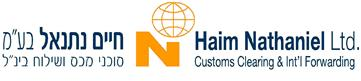 חיים נתנאל בע"מ
סוכני מכס ושילוח בינ"ל
N
Haim Nathaniel Ltd.
Customs Clearing & Int'l Forwarding